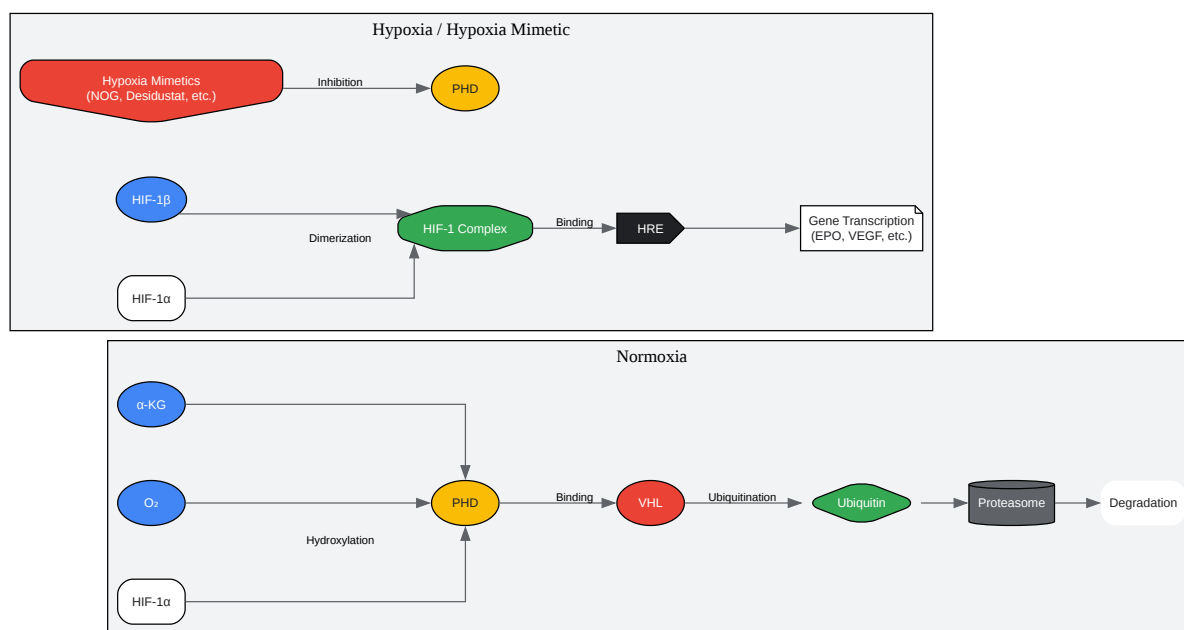 Hypoxia / Hypoxia Mimetic
Hypoxia Mimetics
(NOG, Desidustat, etc.)
Inhibition
PHD
HIF-1β
Dimerization
HIF-1 Complex
Binding
HRE
Gene Transcription
(EPO, VEGF, etc.)
HIF-1α
Normoxia
α-KG
O₂
Hydroxylation
PHD
Binding
VHL
Ubiquitination
Ubiquitin
Proteasome
Degradation
HIF-1α